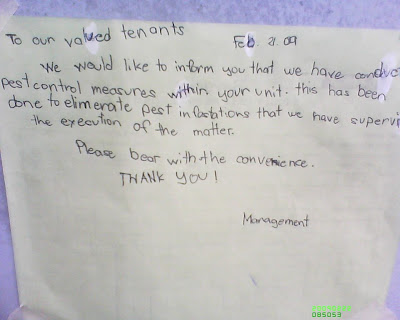 To our valued tenants
Feb. 21. 09
We would like to inform you that we have conduc
pest control measures within your unit. this has been
done to elimerate pest infestations that we have supervi
the execution of the matter.
Please bear with the convenience.
THANK YOU!
Management
085053